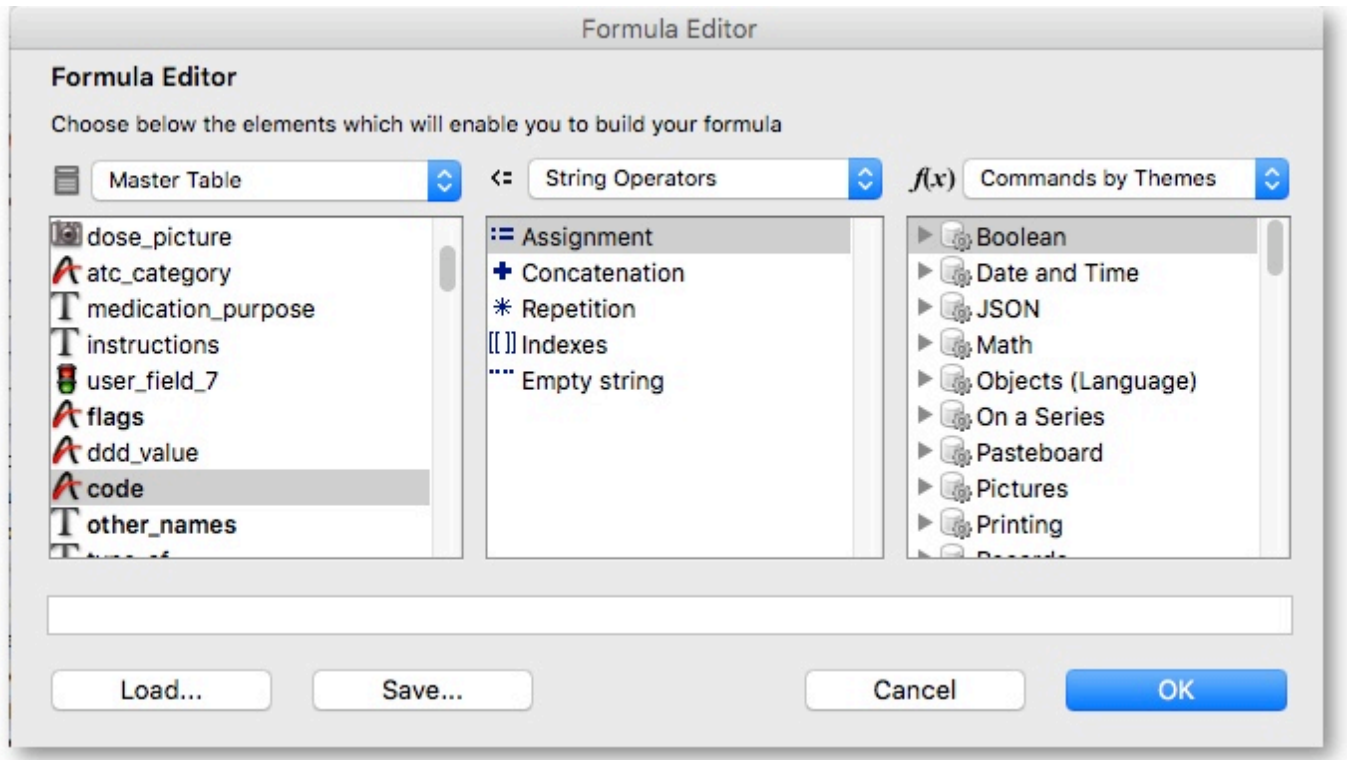 Formula Editor
Formula Editor
Choose below the elements which will enable you to build your formula
Master Table
dose_picture
atc_category
medication_purpose
instructions
user_field_7
flags
ddd_value
code
other_names
<= String Operators
:= Assignment
+ Concatenation
* Repetition
[[ ]] Indexes
"" Empty string
f(x) Commands by Themes
Boolean
Date and Time
JSON
Math
Objects (Language)
On a Series
Pasteboard
Pictures
Printing
Records
Load...
Save...
Cancel
OK